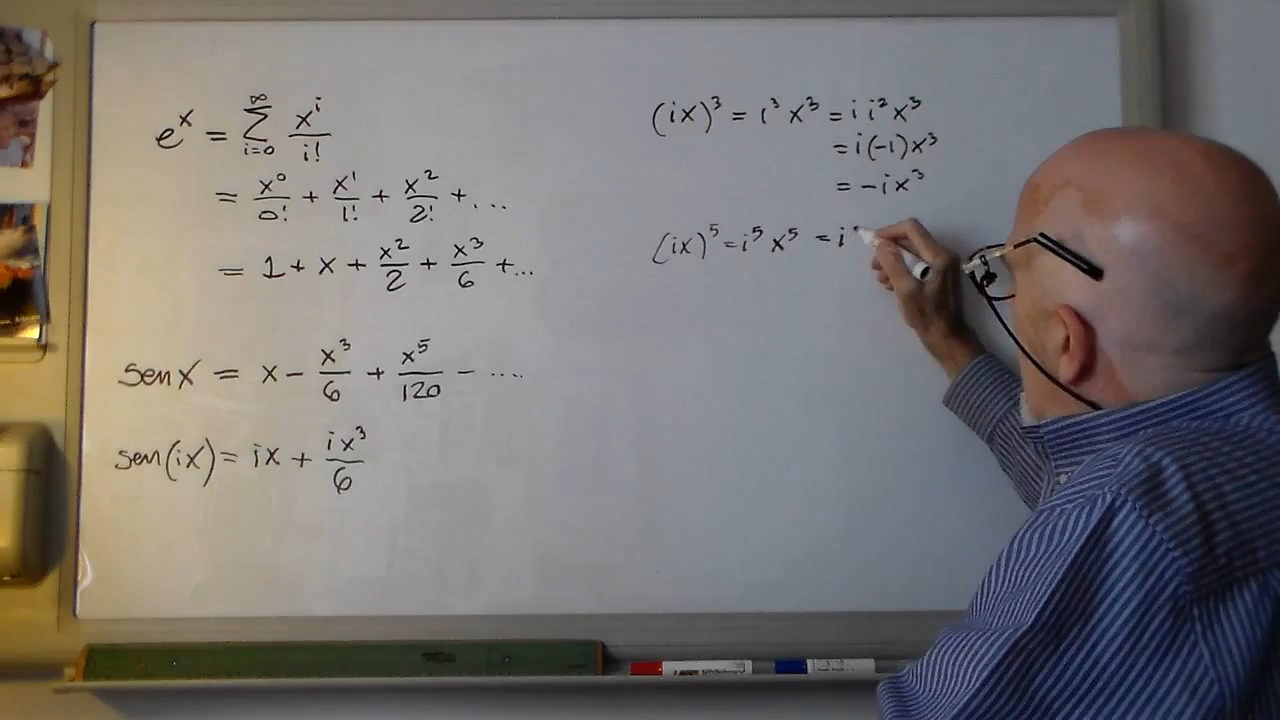 e^x = ∑_{i=0}^{∞} x^i/i!
= x^0/0! + x^1/1! + x^2/2! + ...
= 1 + x + x^2/2 + x^3/6 + ...
sen x = x - x^3/6 + x^5/120 - ....
sen(ix) = ix + ix^3/6
(ix)^3 = i^3 x^3 = i i^2 x^3
= i(-1)x^3
= -ix^3
(ix)^5 = i^5 x^5 = i